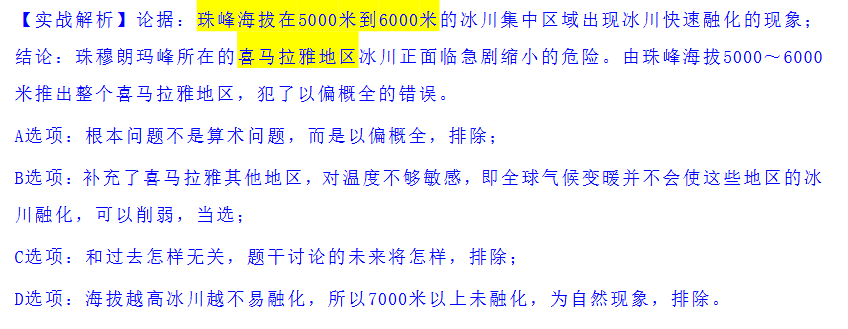 【实战解析】论据：珠峰海拔在5000米到6000米的冰川集中区域出现冰川快速融化的现象；
结论：珠穆朗玛峰所在的喜马拉雅地区冰川正面临急剧缩小的危险。由珠峰海拔5000～6000
米推出整个喜马拉雅地区，犯了以偏概全的错误。
A选项：根本问题不是算术问题，而是以偏概全，排除；
B选项：补充了喜马拉雅其他地区，对温度不够敏感，即全球气候变暖并不会使这些地区的冰
川融化，可以削弱，当选；
C选项：和过去怎样无关，题干讨论的未来将怎样，排除；
D选项：海拔越高冰川越不易融化，所以7000米以上未融化，为自然现象，排除。